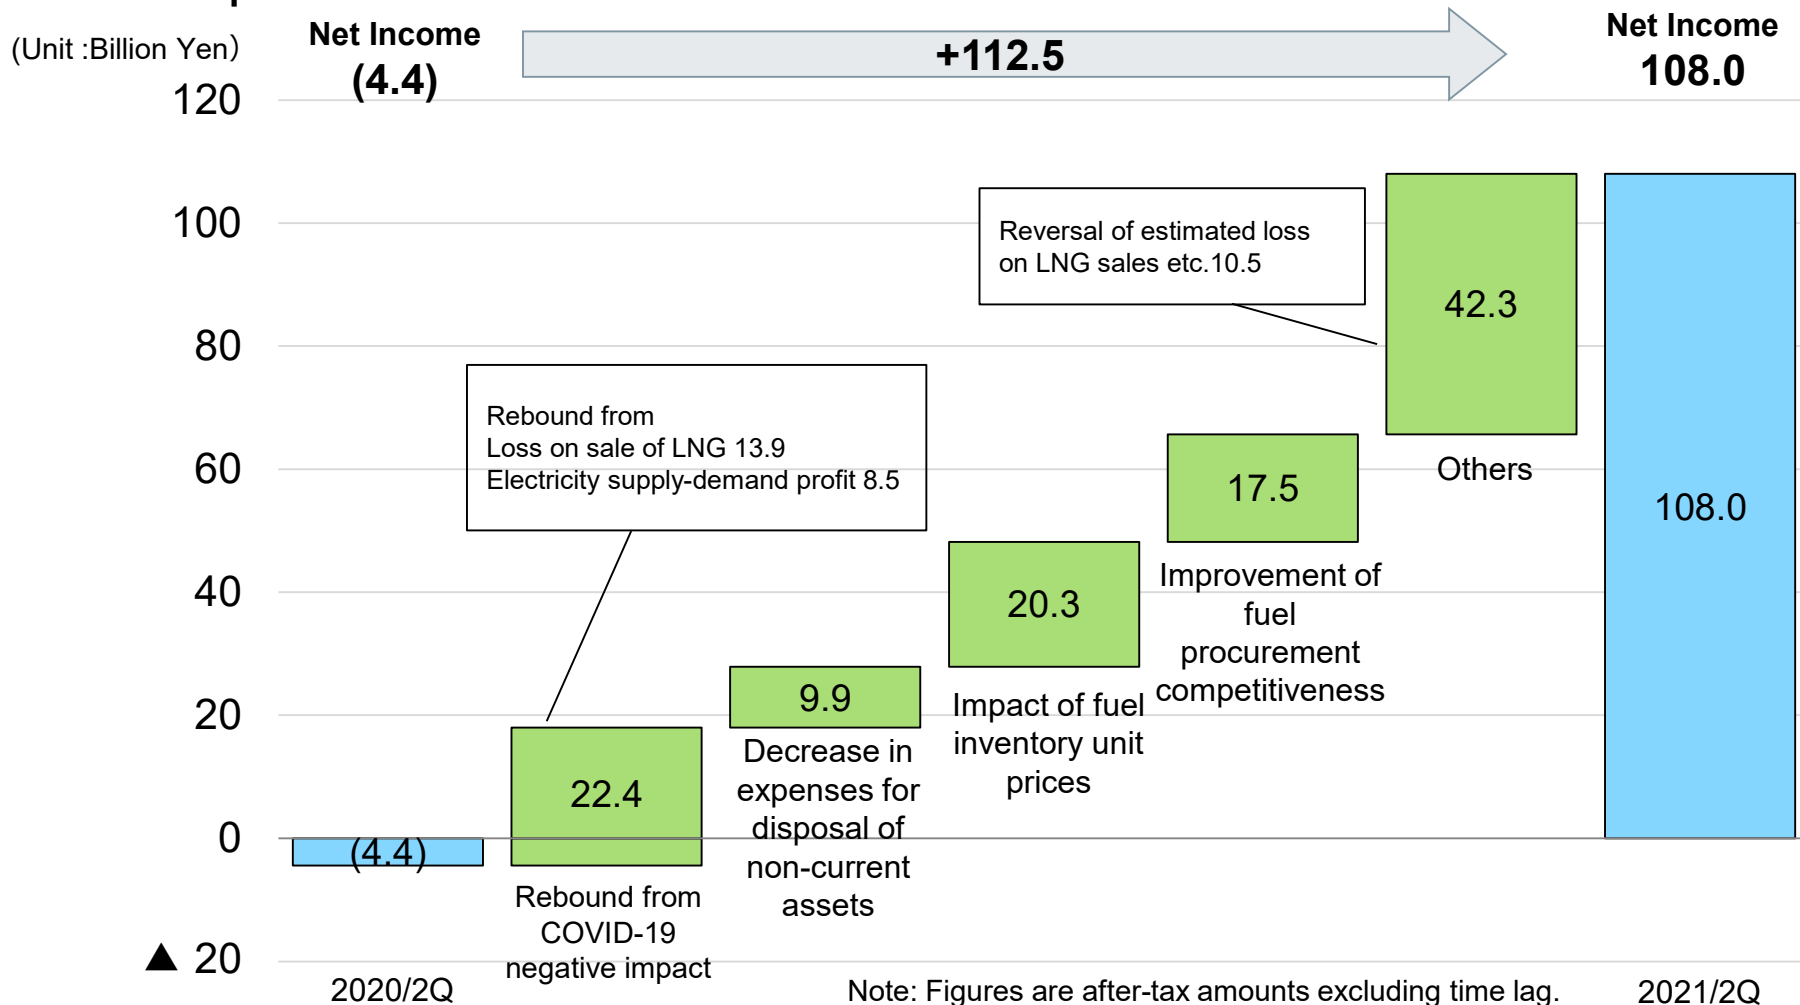 (Unit :Billion Yen)
Net Income
(4.4)
+112.5
Net Income
108.0
120
100
80
60
40
20
0
▲ 20
Reversal of estimated loss
on LNG sales etc.10.5
Rebound from
Loss on sale of LNG 13.9
Electricity supply-demand profit 8.5
(4.4)
22.4
9.9
20.3
17.5
42.3
108.0
Rebound from
COVID-19
negative impact
Decrease in
expenses for
disposal of
non-current
assets
Impact of fuel
inventory unit
prices
Improvement of
fuel
procurement
competitiveness
Others
2020/2Q
Note: Figures are after-tax amounts excluding time lag.
2021/2Q